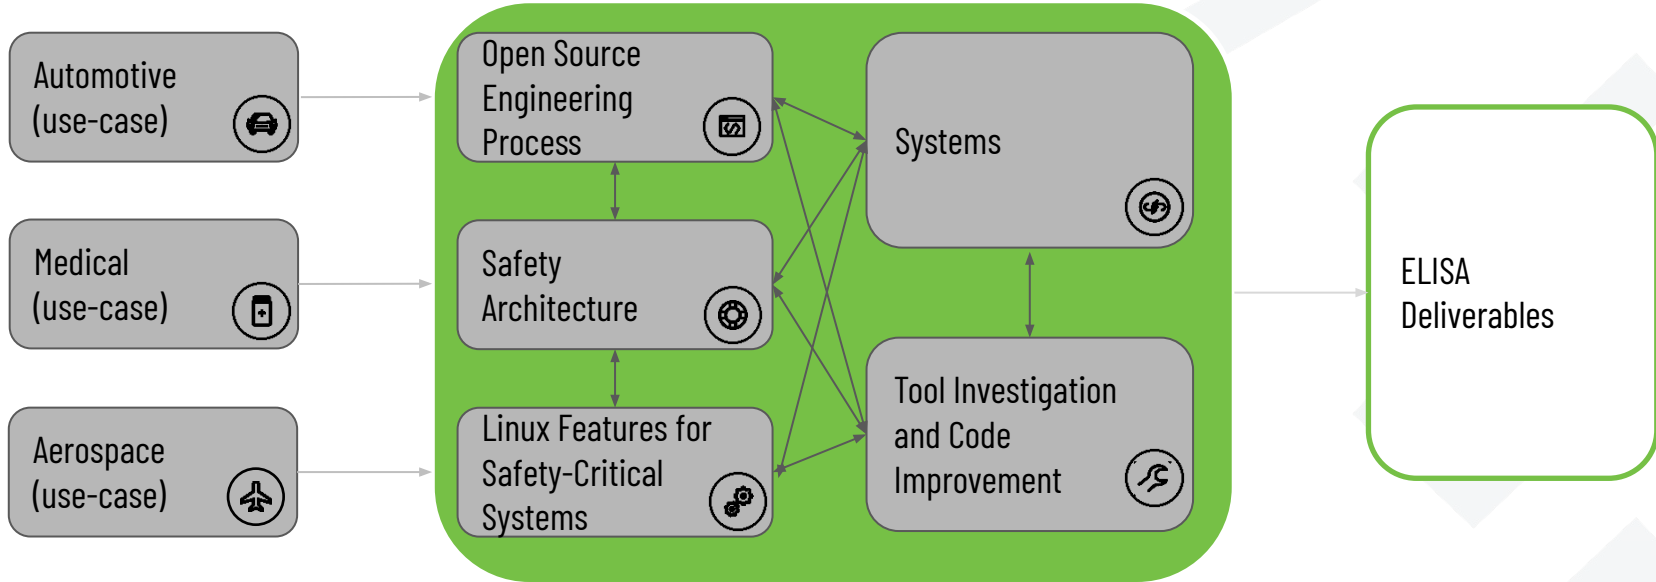 Automotive
(use-case)
Medical
(use-case)
Aerospace
(use-case)
Open Source
Engineering
Process
Safety
Architecture
Linux Features for
Safety-Critical
Systems
Systems
Tool Investigation
and Code
Improvement
ELISA
Deliverables